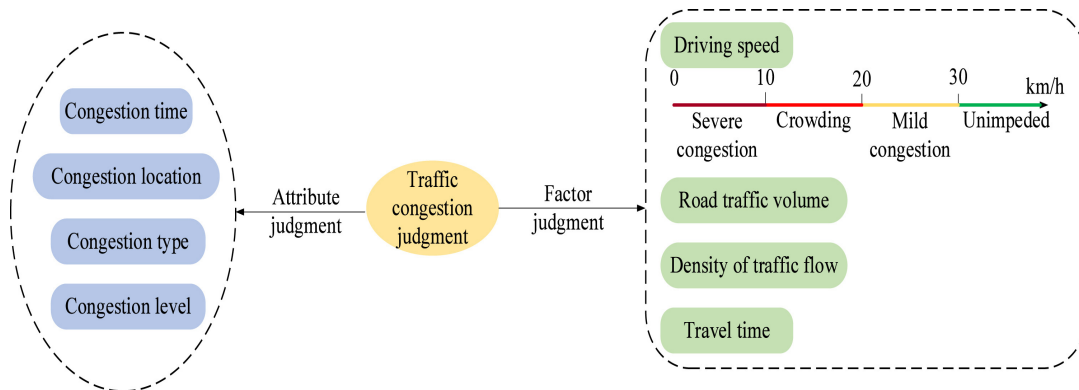 Congestion time
Congestion location
Congestion type
Congestion level
Attribute
judgment
Traffic
congestion
judgment
Factor
judgment
Driving speed
0 10 20 30 km/h
Severe
congestion
Crowding
Mild
congestion
Unimpeded
Road traffic volume
Density of traffic flow
Travel time